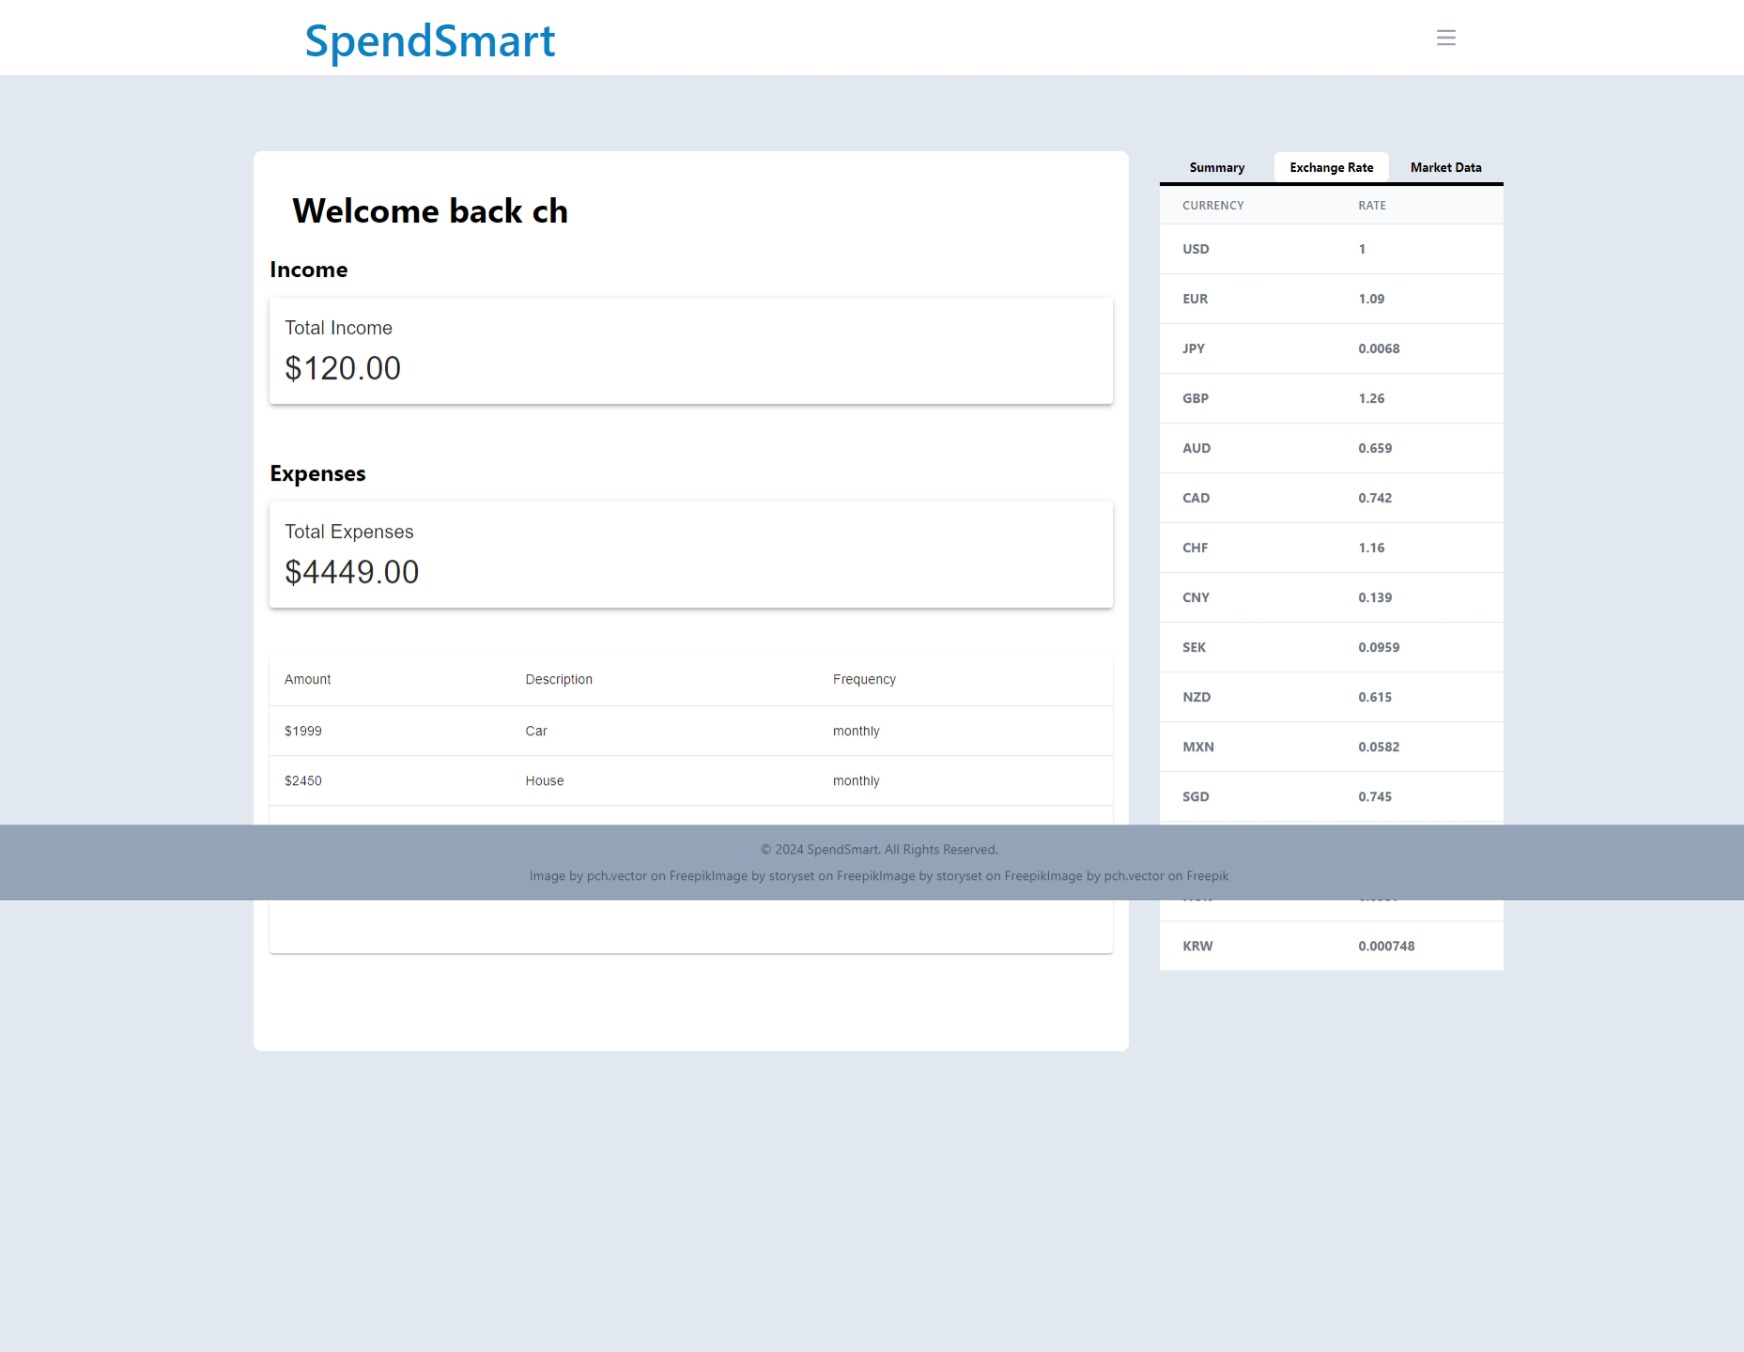 SpendSmart
Welcome back ch
Income
Total Income
$120.00
Expenses
Total Expenses
$4449.00
Amount Description Frequency
$1999 Car monthly
$2450 House monthly
Summary Exchange Rate Market Data
CURRENCY RATE
USD 1
EUR 1.09
JPY 0.0068
GBP 1.26
AUD 0.659
CAD 0.742
CHF 1.16
CNY 0.139
SEK 0.0959
NZD 0.615
MXN 0.0582
SGD 0.745
KRW 0.000748
© 2024 SpendSmart. All Rights Reserved.
Image by pch.vector on FreepikImage by storyset on FreepikImage by storyset on FreepikImage by pch.vector on Freepik